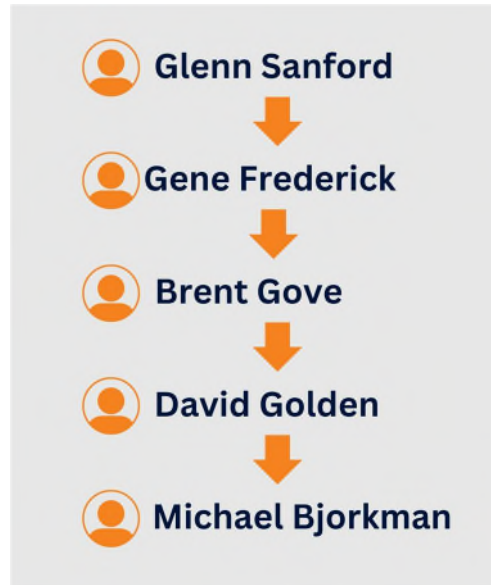 Glenn Sanford
Gene Frederick
Brent Gove
David Golden
Michael Bjorkman